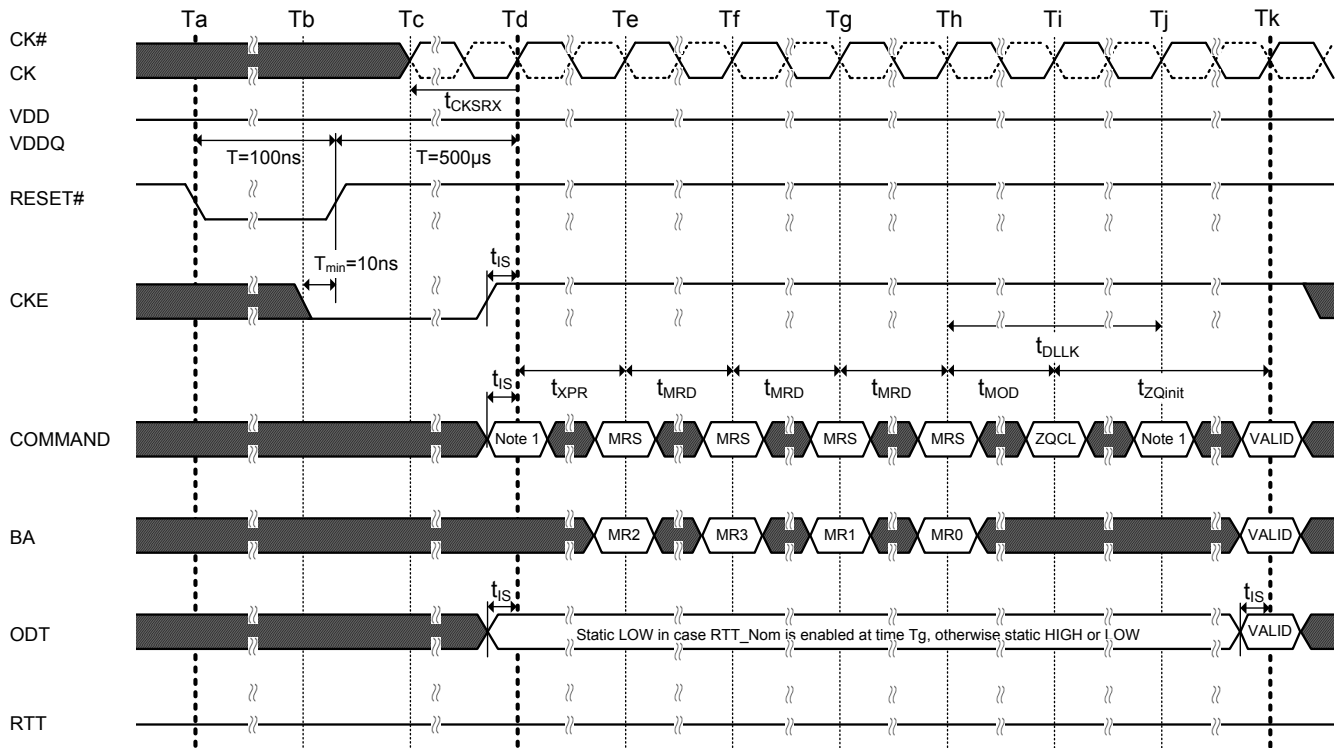 Ta Tb Tc Td Te Tf Tg Th Ti Tj Tk
CK#
CK
tCKSRX
VDD
VDDQ
T=100ns T=500µs
RESET#
Tmin=10ns tIS
CKE
tDLLK
tIS tXPR tMRD tMRD tMRD tMOD tZQinit
COMMAND Note 1 MRS MRS MRS MRS ZQCL Note 1 VALID
BA MR2 MR3 MR1 MR0 VALID
tIS tIS
ODT Static LOW in case RTT_Nom is enabled at time Tg, otherwise static HIGH or LOW VALID
RTT